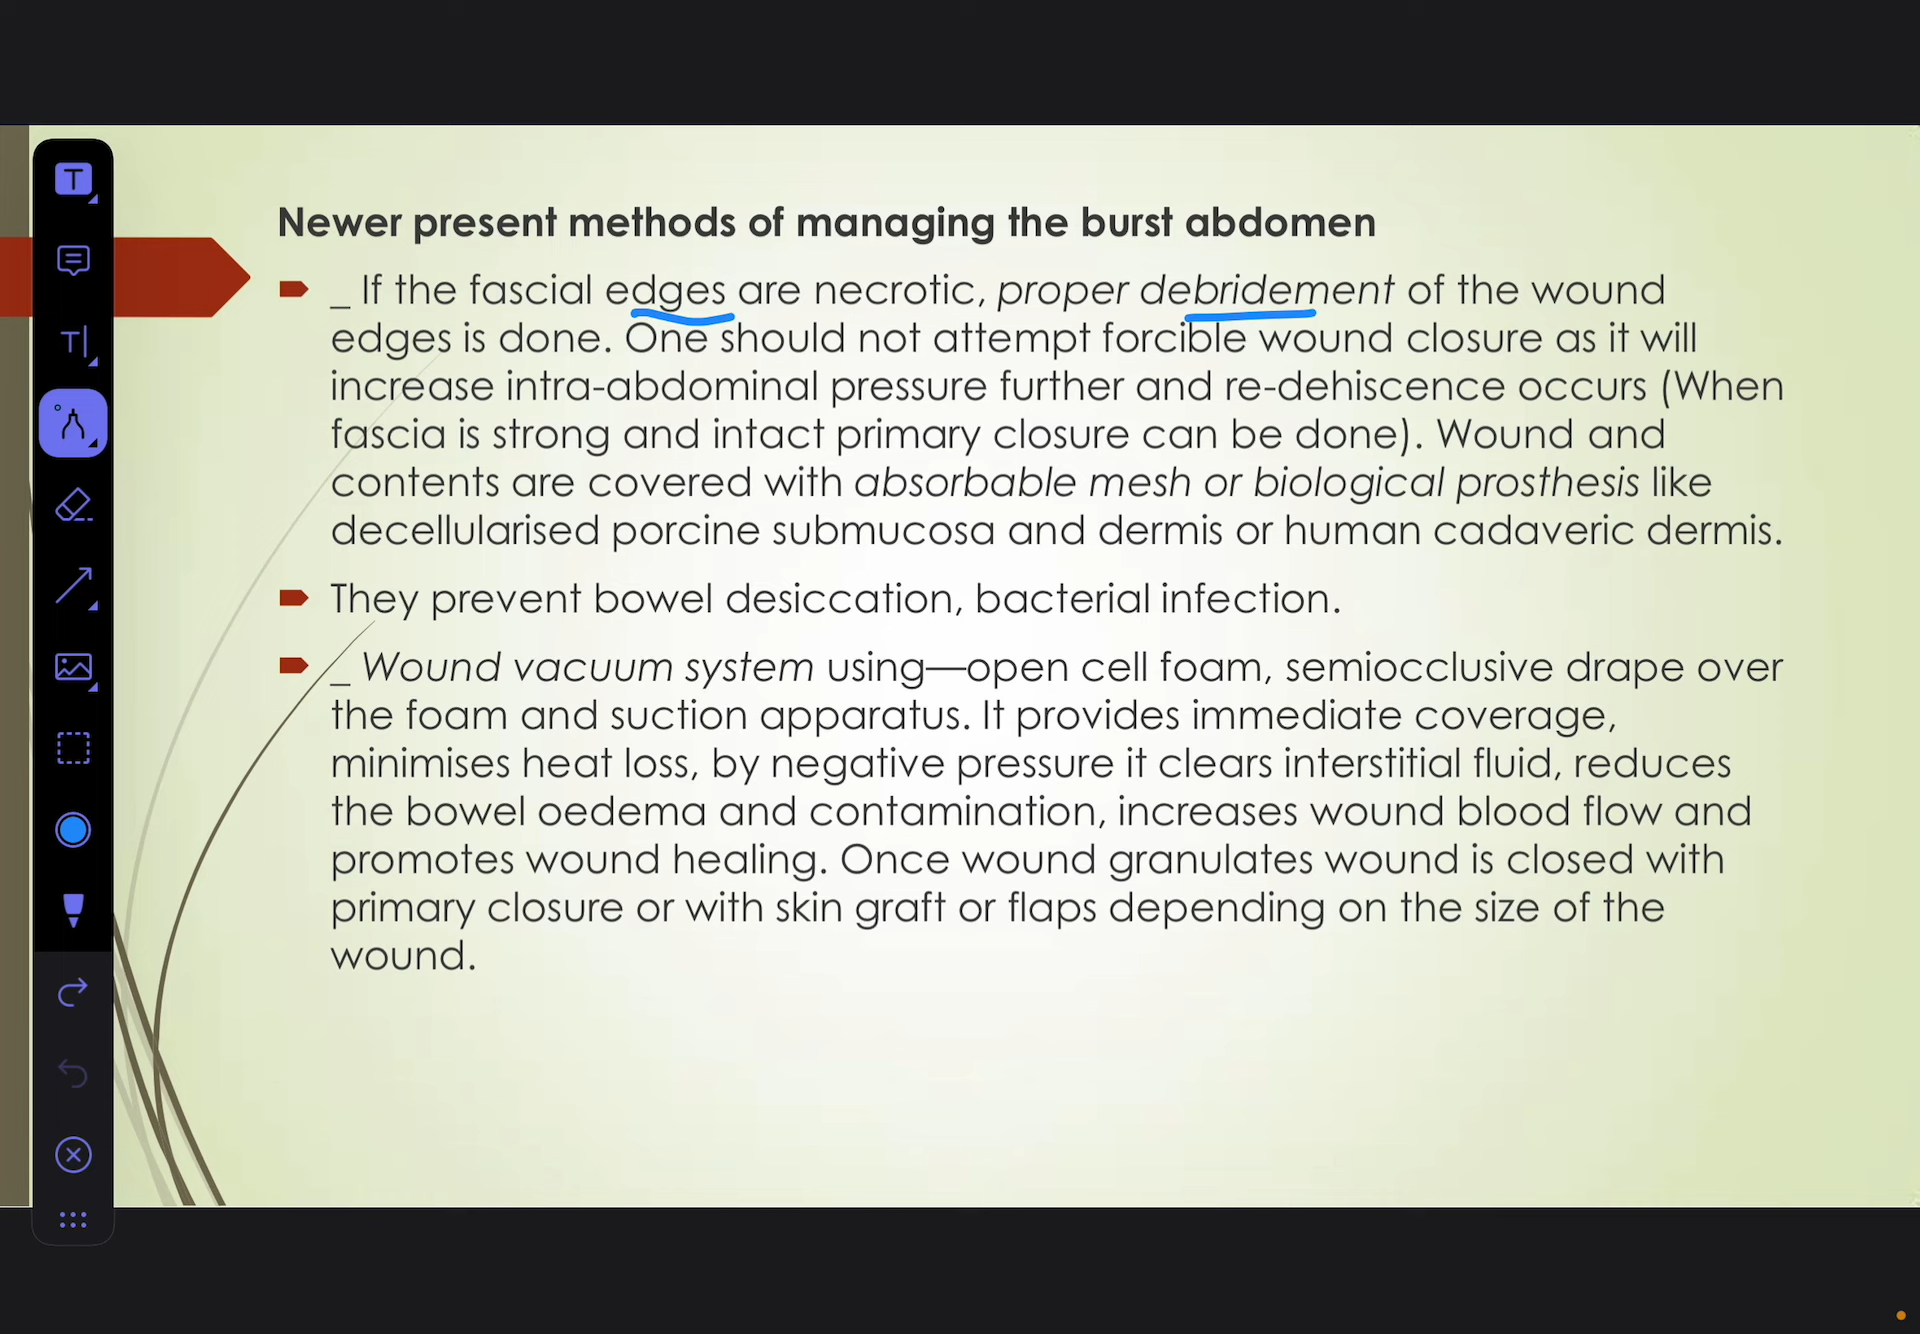 Newer present methods of managing the burst abdomen
_ If the fascial edges are necrotic, proper debridement of the wound
edges is done. One should not attempt forcible wound closure as it will
increase intra-abdominal pressure further and re-dehiscence occurs (When
fascia is strong and intact primary closure can be done). Wound and
contents are covered with absorbable mesh or biological prosthesis like
decellularised porcine submucosa and dermis or human cadaveric dermis.
They prevent bowel desiccation, bacterial infection.
_ Wound vacuum system using—open cell foam, semiocclusive drape over
the foam and suction apparatus. It provides immediate coverage,
minimises heat loss, by negative pressure it clears interstitial fluid, reduces
the bowel oedema and contamination, increases wound blood flow and
promotes wound healing. Once wound granulates wound is closed with
primary closure or with skin graft or flaps depending on the size of the
wound.
T
T